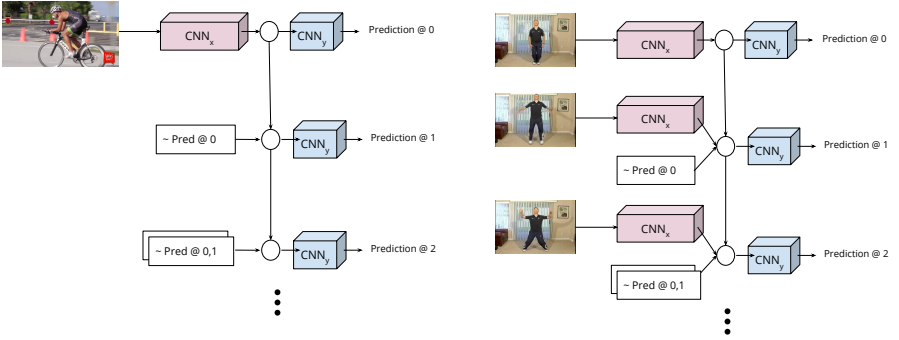 CNNx
CNNy
Prediction @ 0
~ Pred @ 0
CNNy
Prediction @ 1
~ Pred @ 0,1
CNNy
Prediction @ 2
CNNx
CNNy
Prediction @ 0
CNNx
~ Pred @ 0
CNNy
Prediction @ 1
CNNx
~ Pred @ 0,1
CNNy
Prediction @ 2